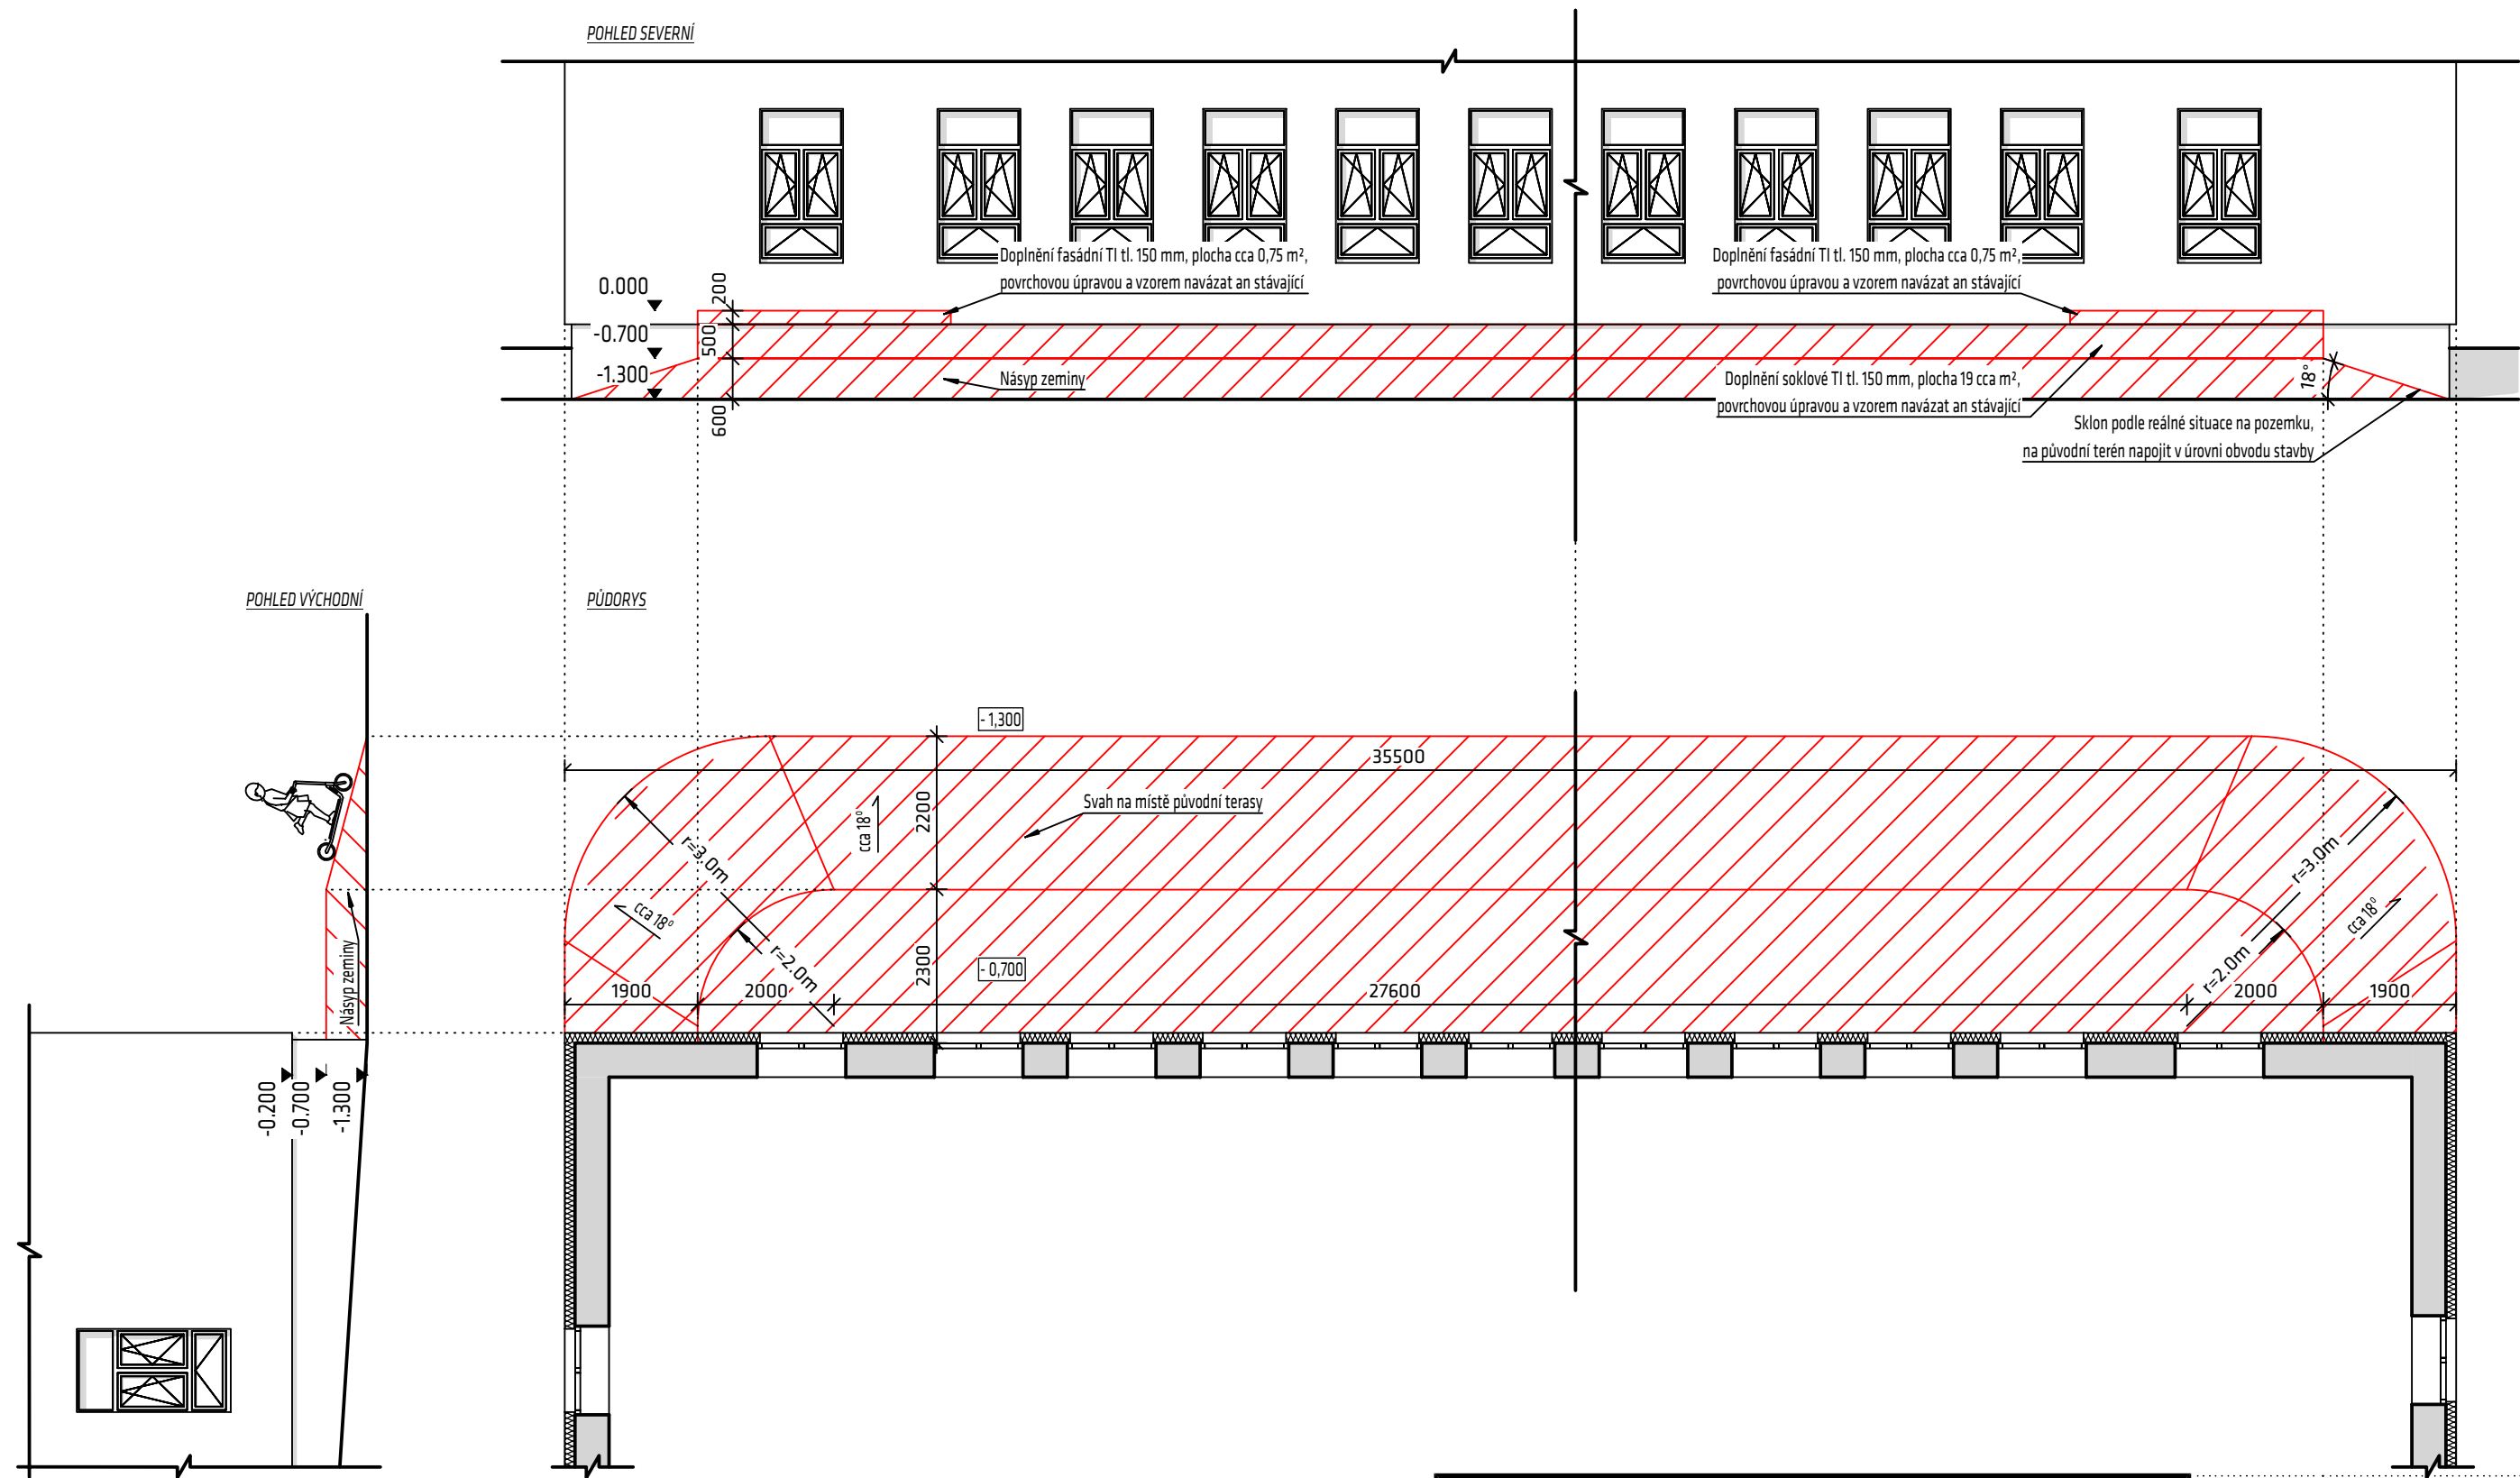 POHLED SEVERNÍ
Doplnění fasádní TI tl. 150 mm, plocha cca 0,75 m²,
povrchovou úpravou a vzorem navázat an stávající
Doplnění fasádní TI tl. 150 mm, plocha cca 0,75 m²,
povrchovou úpravou a vzorem navázat an stávající
0.000
-0.700
-1.300
200
500
600
Násyp zeminy
Doplnění soklové TI tl. 150 mm, plocha 19 cca m²,
povrchovou úpravou a vzorem navázat an stávající
18°
Sklon podle reálné situace na pozemku,
na původní terén napojit v úrovni obvodu stavby
POHLED VÝCHODNÍ
PŮDORYS
- 1,300
35500
Svah na místě původní terasy
2200
cca 18⁰
r=3.0m
r=3.0m
cca 18⁰
cca 18⁰
r=2.0m
r=2.0m
2300
- 0,700
1900
2000
27600
2000
1900
Násyp zeminy
-0.200
-0.700
-1.300